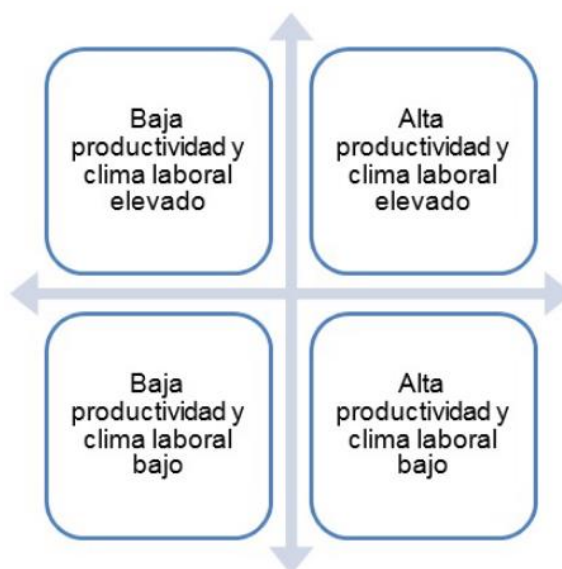 Baja
productividad y
clima laboral
elevado
Alta
productividad y
clima laboral
elevado
Baja
productividad y
clima laboral
bajo
Alta
productividad y
clima laboral
bajo